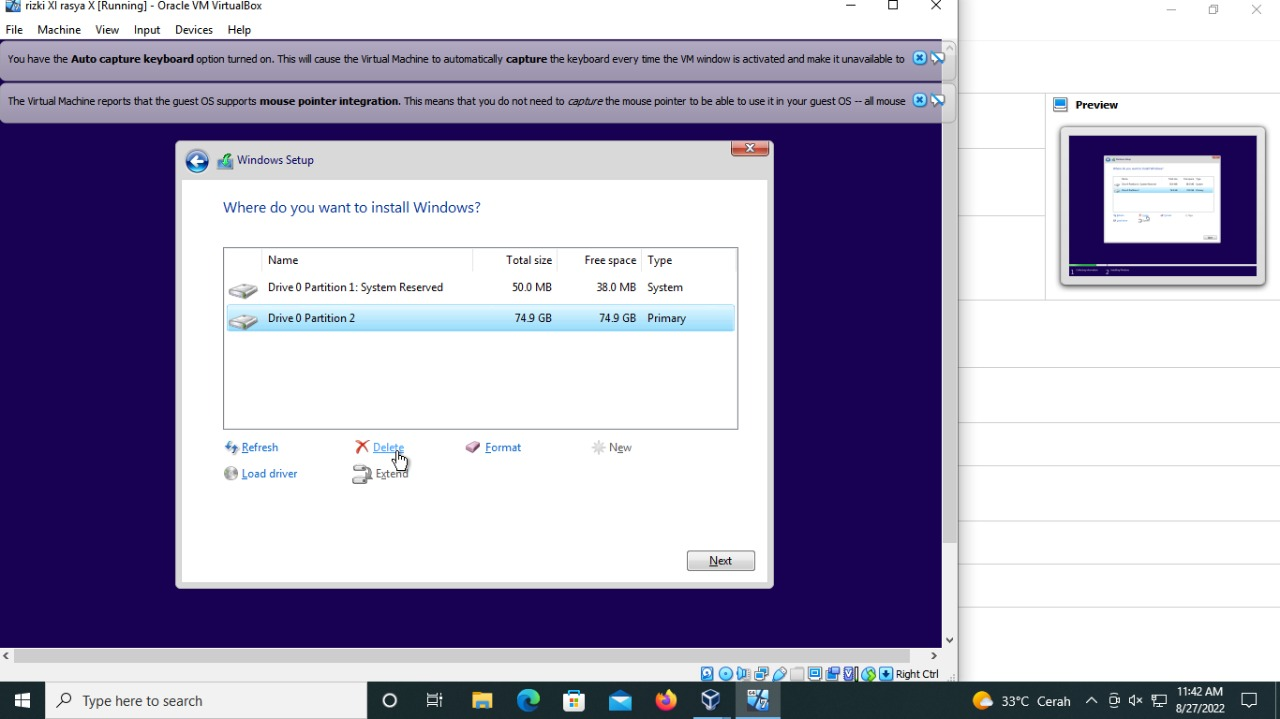 rizki XI rasya X [Running] - Oracle VM VirtualBox
File Machine View Input Devices Help
You have the Auto capture keyboard option turned on. This will cause the Virtual Machine to automatically capture the keyboard every time the VM window is activated and make it unavailable to
The Virtual Machine reports that the guest OS supports mouse pointer integration. This means that you do not need to capture the mouse pointer to be able to use it in your guest OS -- all mouse
Preview
Windows Setup
Where do you want to install Windows?
Name Total size Free space Type
Drive 0 Partition 1: System Reserved 50.0 MB 38.0 MB System
Drive 0 Partition 2 74.9 GB 74.9 GB Primary
Refresh Delete Format New
Load driver Extend
Next
Right Ctrl
Type here to search
33°C Cerah
11:42 AM
8/27/2022